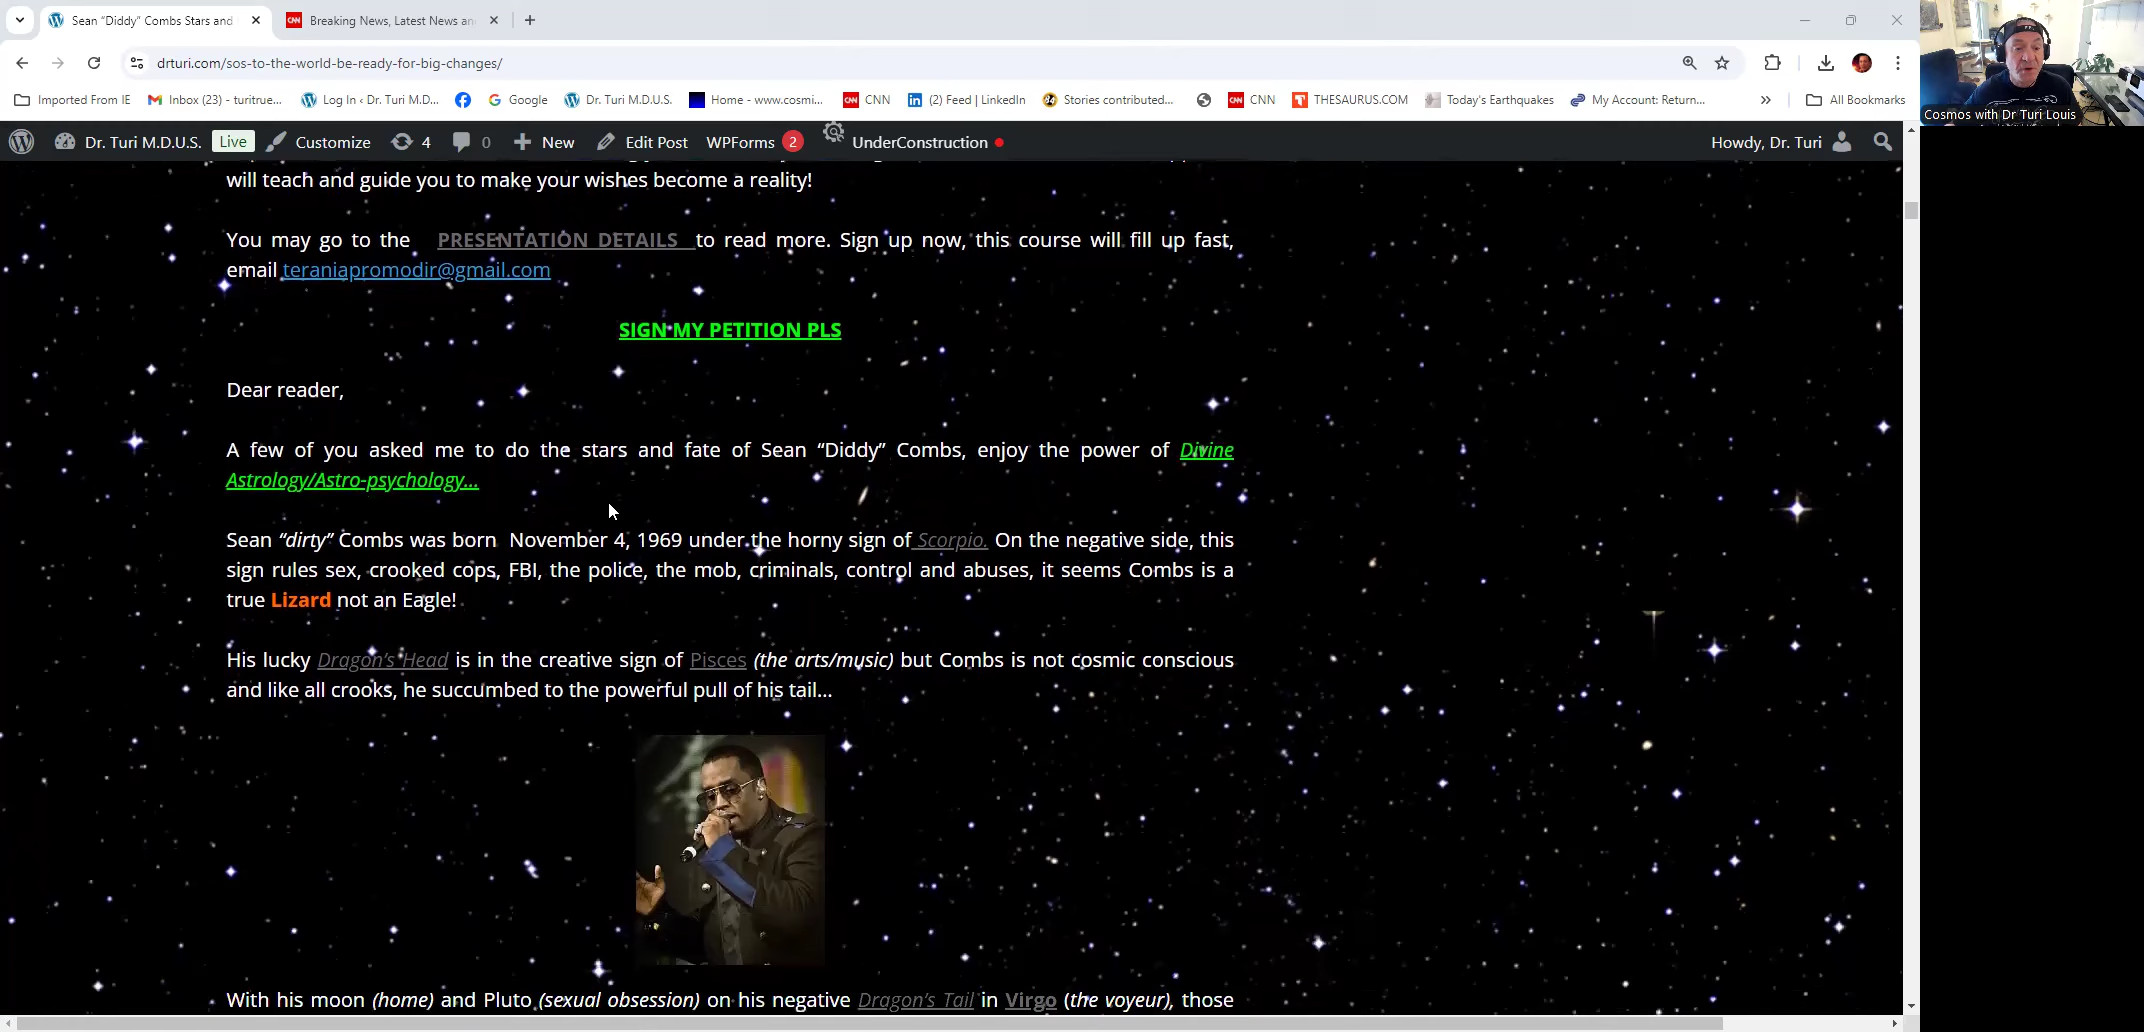 Sean “Diddy” Combs Stars and
Breaking News, Latest News an
drturi.com/sos-to-the-world-be-ready-for-big-changes/
Imported From IE
Inbox (23) - turitrue...
Log In ‹ Dr. Turi M.D...
Google
Dr. Turi M.D.U.S.
Home - www.cosmi...
CNN
(2) Feed | LinkedIn
Stories contributed...
CNN
THESAURUS.COM
Today's Earthquakes
My Account: Return...
All Bookmarks
Cosmos with Dr Turi Louis
Dr. Turi M.D.U.S.
Live
Customize
4
0
New
Edit Post
WPForms 2
UnderConstruction
Howdy, Dr. Turi
will teach and guide you to make your wishes become a reality!
You may go to the PRESENTATION DETAILS to read more. Sign up now, this course will fill up fast,
email teraniapromodir@gmail.com
SIGN MY PETITION PLS
Dear reader,
A few of you asked me to do the stars and fate of Sean “Diddy” Combs, enjoy the power of Divine
Astrology/Astro-psychology...
Sean “dirty” Combs was born November 4, 1969 under the horny sign of Scorpio. On the negative side, this
sign rules sex, crooked cops, FBI, the police, the mob, criminals, control and abuses, it seems Combs is a
true Lizard not an Eagle!
His lucky Dragon's Head is in the creative sign of Pisces (the arts/music) but Combs is not cosmic conscious
and like all crooks, he succumbed to the powerful pull of his tail...
With his moon (home) and Pluto (sexual obsession) on his negative Dragon's Tail in Virgo (the voyeur), those